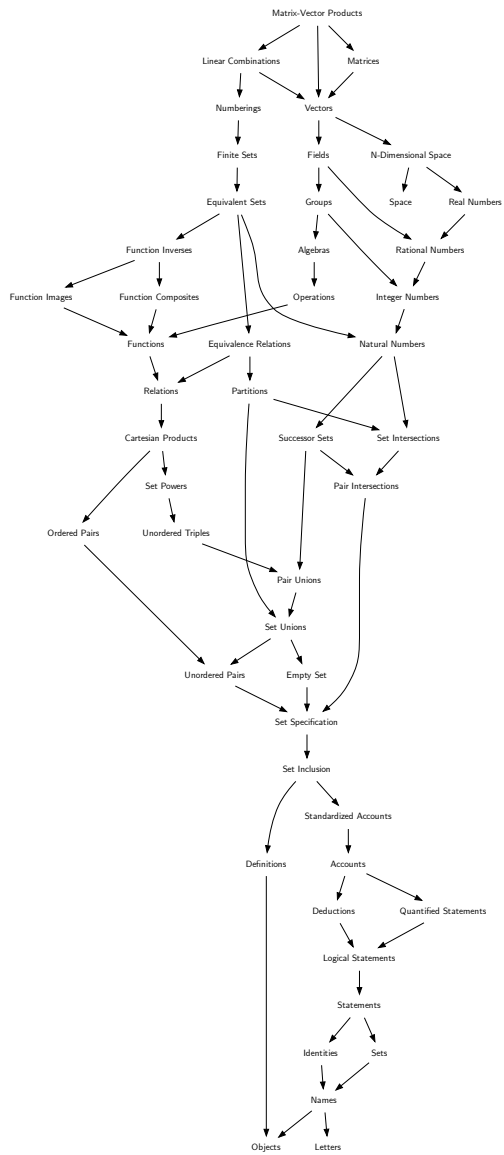 Matrix-Vector Products
Linear Combinations
Matrices
Numberings
Vectors
Finite Sets
Fields
N-Dimensional Space
Equivalent Sets
Groups
Space
Real Numbers
Function Inverses
Algebras
Rational Numbers
Function Images
Function Composites
Operations
Integer Numbers
Functions
Equivalence Relations
Natural Numbers
Relations
Partitions
Cartesian Products
Successor Sets
Set Intersections
Set Powers
Pair Intersections
Ordered Pairs
Unordered Triples
Pair Unions
Set Unions
Unordered Pairs
Empty Set
Set Specification
Set Inclusion
Standardized Accounts
Definitions
Accounts
Deductions
Quantified Statements
Logical Statements
Statements
Identities
Sets
Names
Objects
Letters